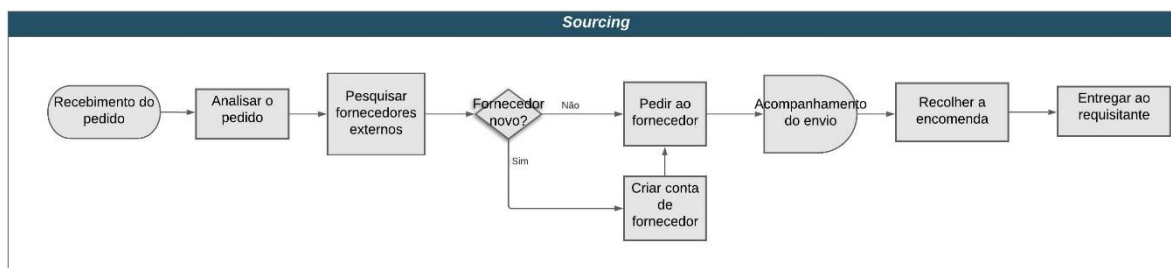 Sourcing
Recebimento do
pedido
Analisar o
pedido
Pesquisar
fornecedores
externos
Fornecedor
novo?
Não
Sim
Pedir ao
fornecedor
Criar conta
de
fornecedor
Acompanhamento
do envio
Recolher a
encomenda
Entregar ao
requisitante